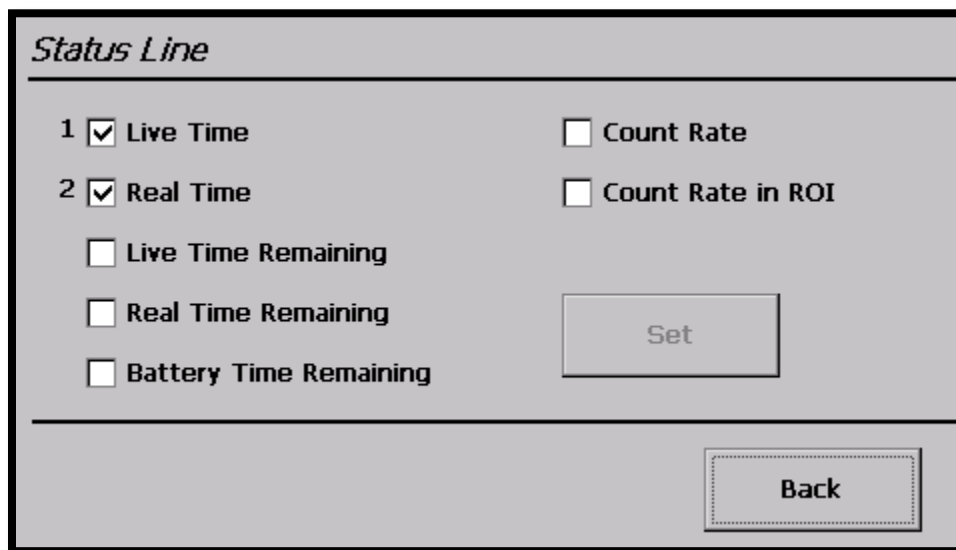 Status Line
1 Live Time
2 Real Time
Live Time Remaining
Real Time Remaining
Battery Time Remaining
Count Rate
Count Rate in ROI
Set
Back